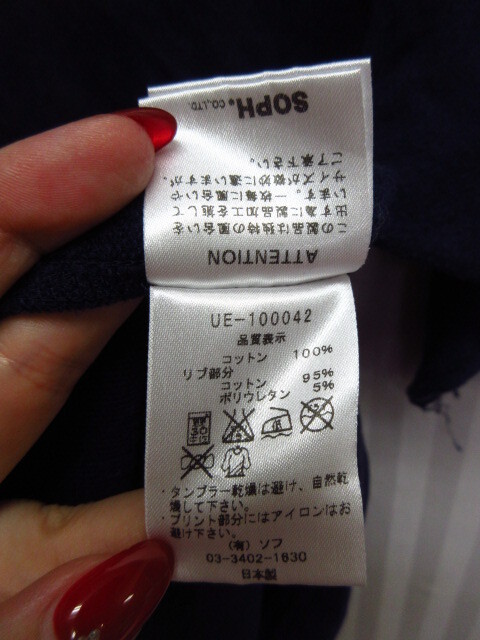 SOPH.CO.,LTD.
ご了承下さい。
サイズが微妙に違いますが、
います。一枚毎に風合いや
出す為に製品加工を施して
この製品は独特の風合いを
ATTENTION
UE-100042
品質表示
コットン 100%
リブ部分
コットン 95%
ポリウレタン 5%
・タンブラー乾燥は避け、自然乾
燥して下さい。
・プリント部分にはアイロンはお
避け下さい。
(有) ソフ
03-3402-1830
日本製